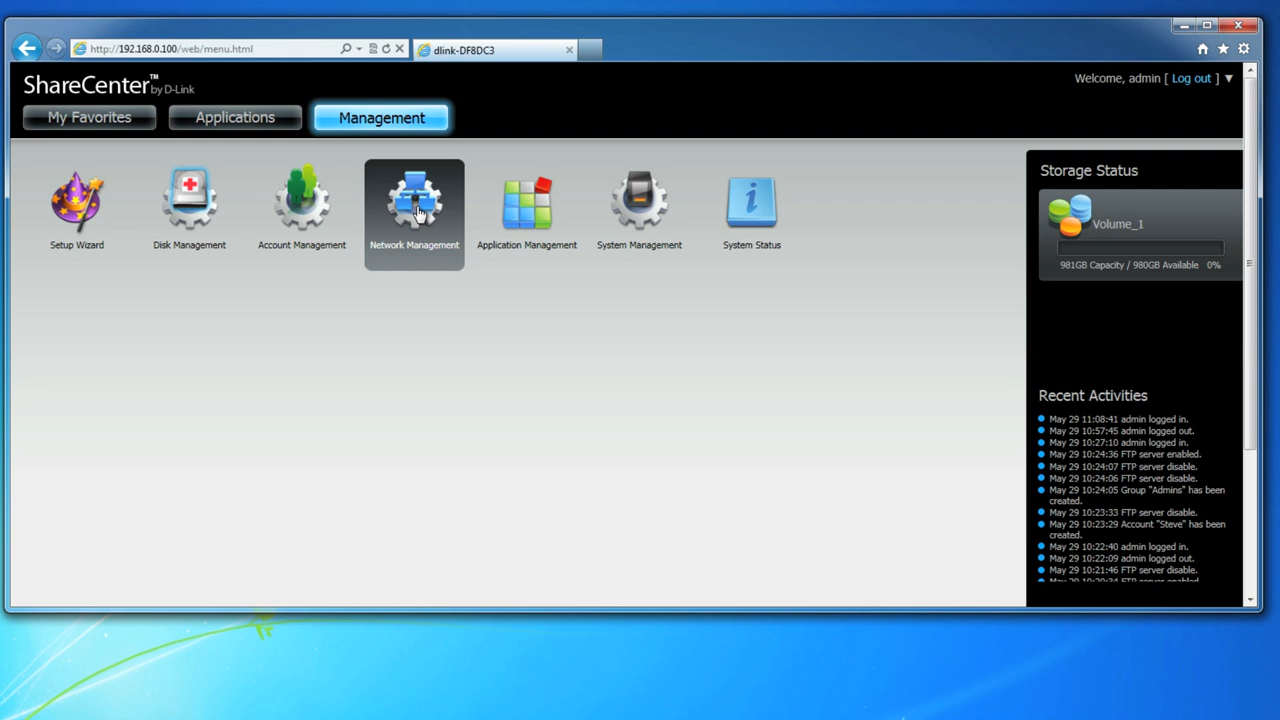 http://192.168.0.100/web/menu.html
dlink-DF8DC3
ShareCenter™ by D-Link
Welcome, admin [ Log out ] ▼
My Favorites
Applications
Management
Setup Wizard
Disk Management
Account Management
Network Management
Application Management
System Management
System Status
Storage Status
Volume_1
981GB Capacity / 980GB Available 0%
Recent Activities
May 29 11:08:41 admin logged in.
May 29 10:57:45 admin logged out.
May 29 10:27:10 admin logged in.
May 29 10:24:36 FTP server enabled.
May 29 10:24:07 FTP server disable.
May 29 10:24:06 FTP server disable.
May 29 10:24:05 Group "Admins" has been
created.
May 29 10:23:33 FTP server disable.
May 29 10:23:29 Account "Steve" has been
created.
May 29 10:22:40 admin logged in.
May 29 10:22:09 admin logged out.
May 29 10:21:46 FTP server disable.